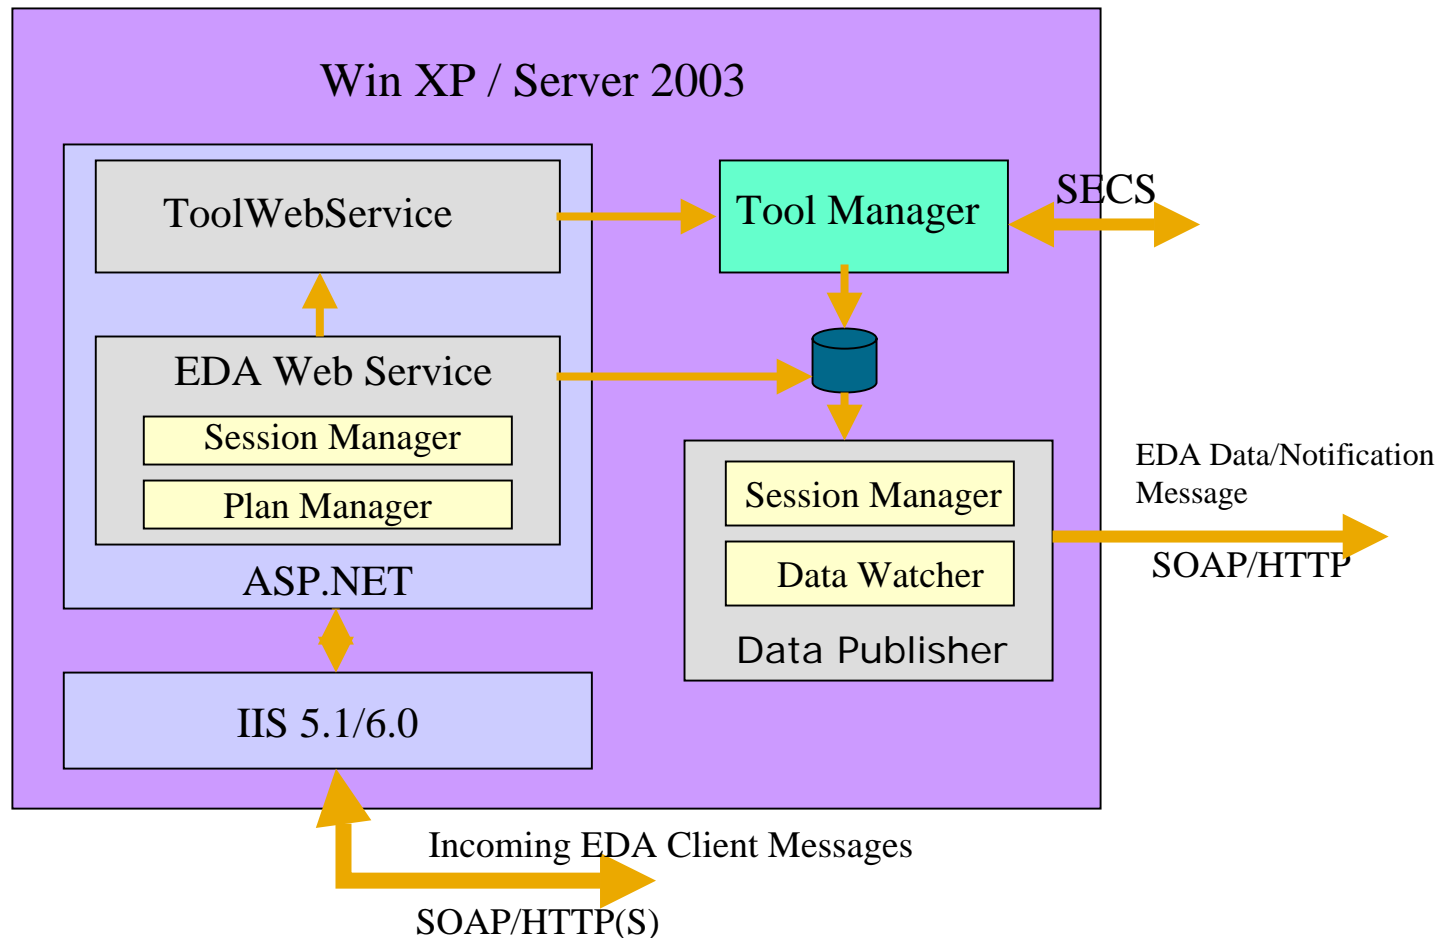 Win XP / Server 2003
ToolWebService
Tool Manager
SECS
EDA Web Service
Session Manager
Plan Manager
ASP.NET
Session Manager
Data Watcher
Data Publisher
EDA Data/Notification
Message
SOAP/HTTP
IIS 5.1/6.0
Incoming EDA Client Messages
SOAP/HTTP(S)